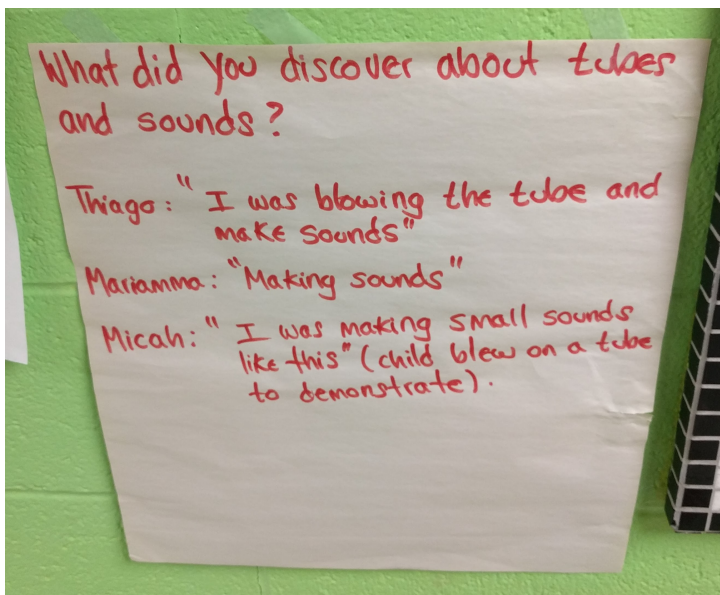 What did you discover about tubes
and sounds?
Thiago: "I was blowing the tube and
make sounds"
Mariamma: "Making sounds"
Micah: "I was making small sounds
like this" (child blew on a tube
to demonstrate).